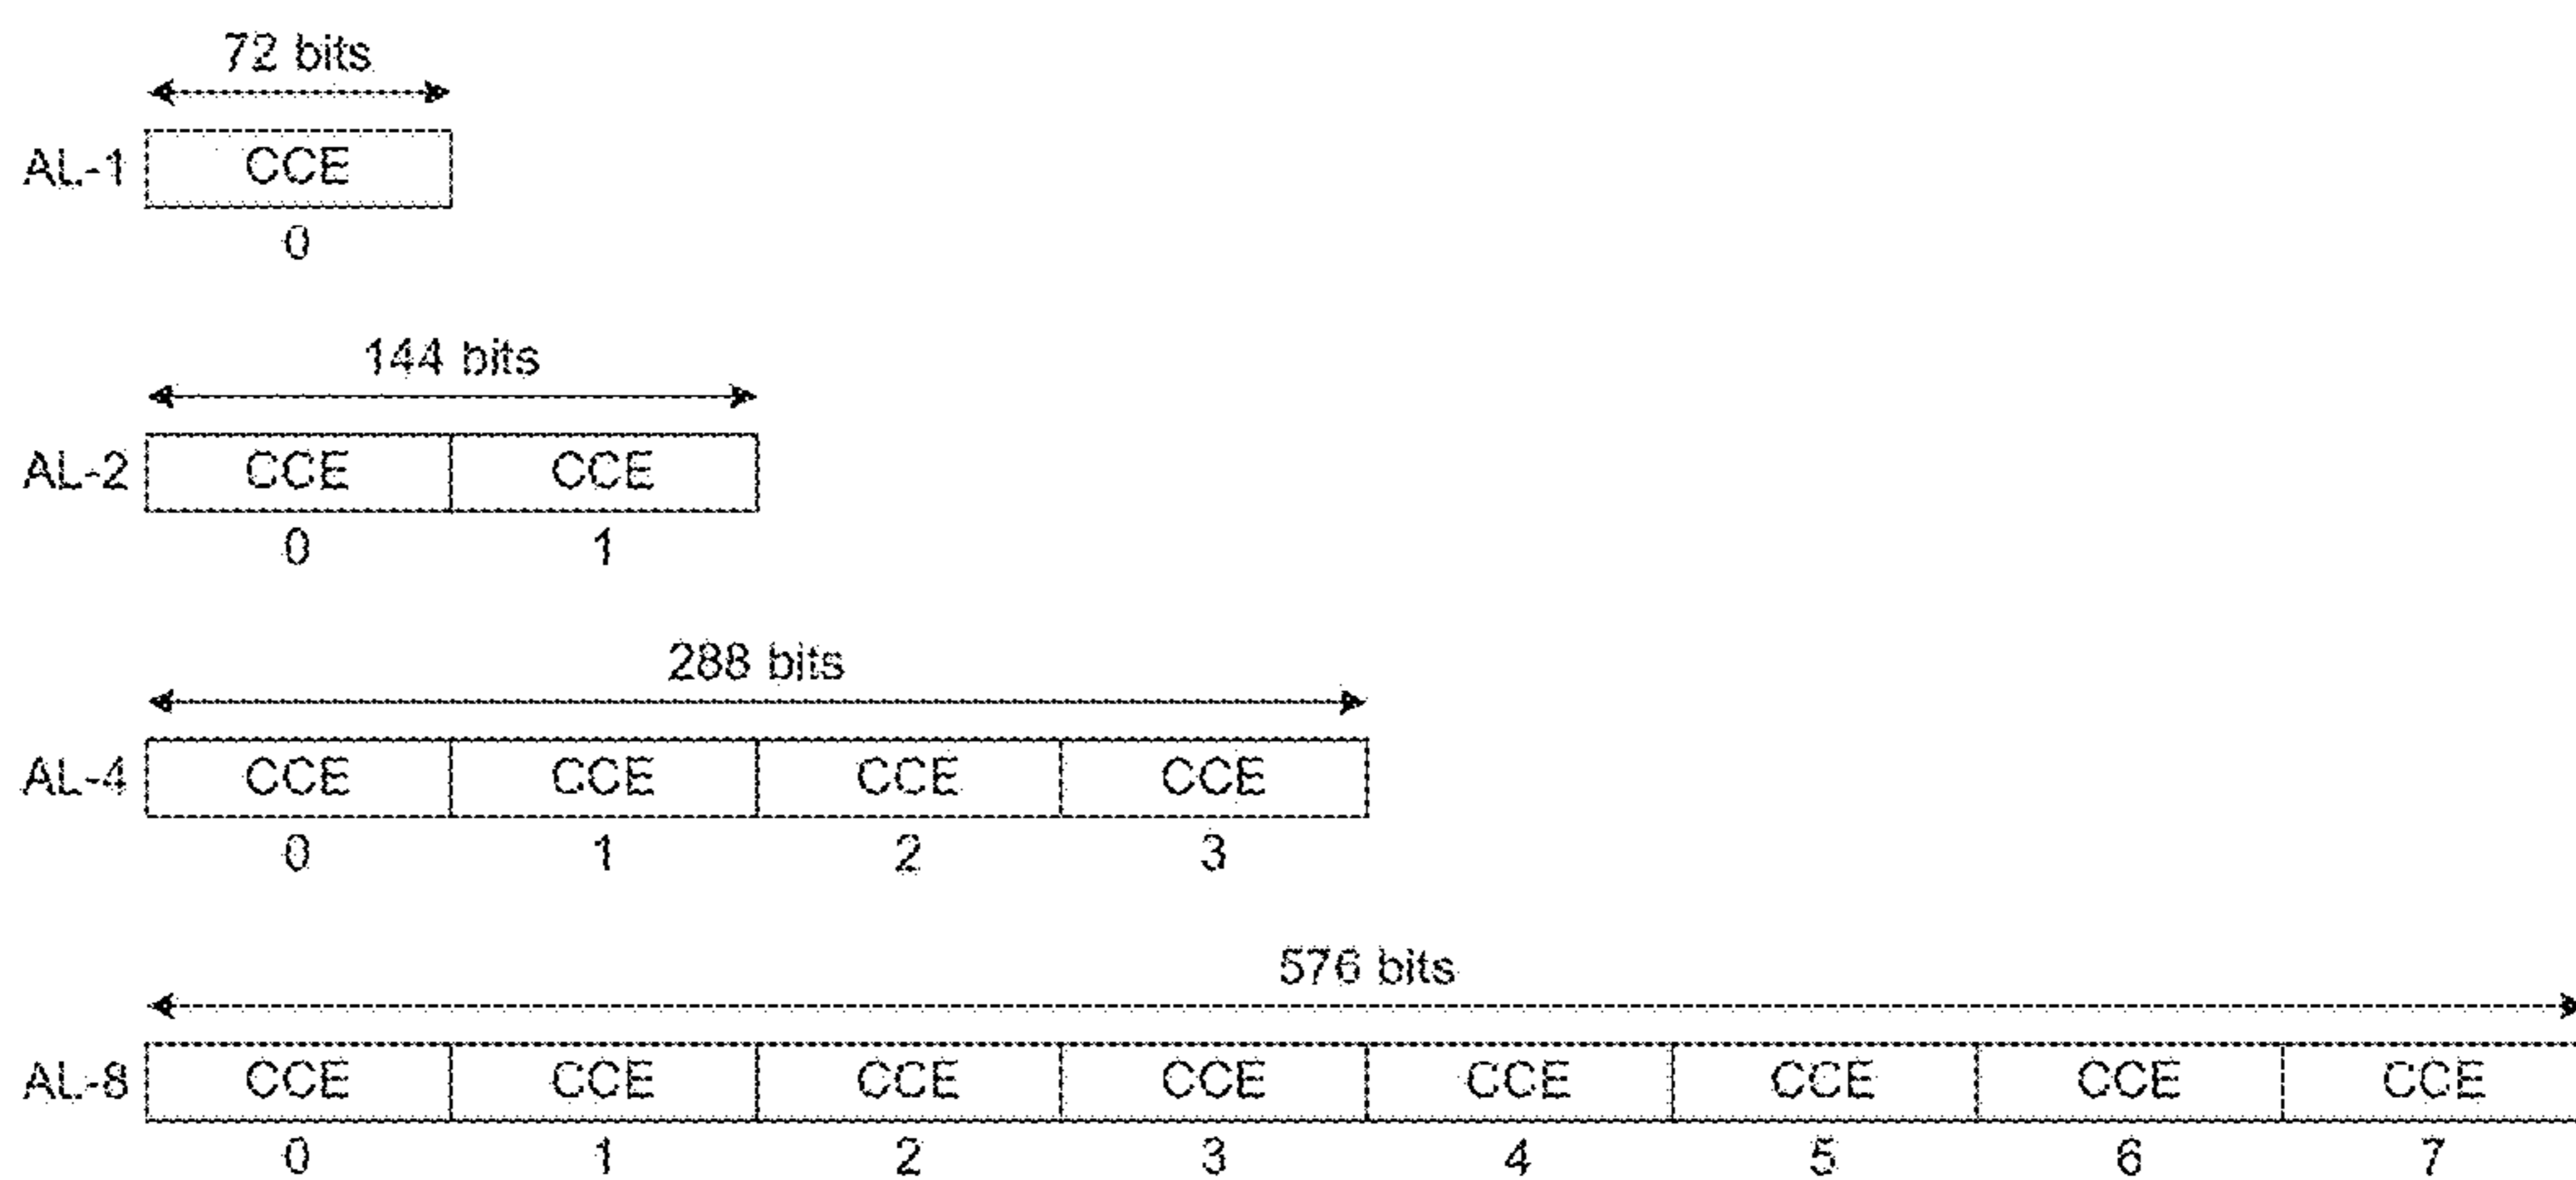 72 bits
AL-1 CCE
0
144 bits
AL-2 CCE CCE
0 1
288 bits
AL-4 CCE CCE CCE CCE
0 1 2 3
576 bits
AL-8 CCE CCE CCE CCE CCE CCE CCE CCE
0 1 2 3 4 5 6 7